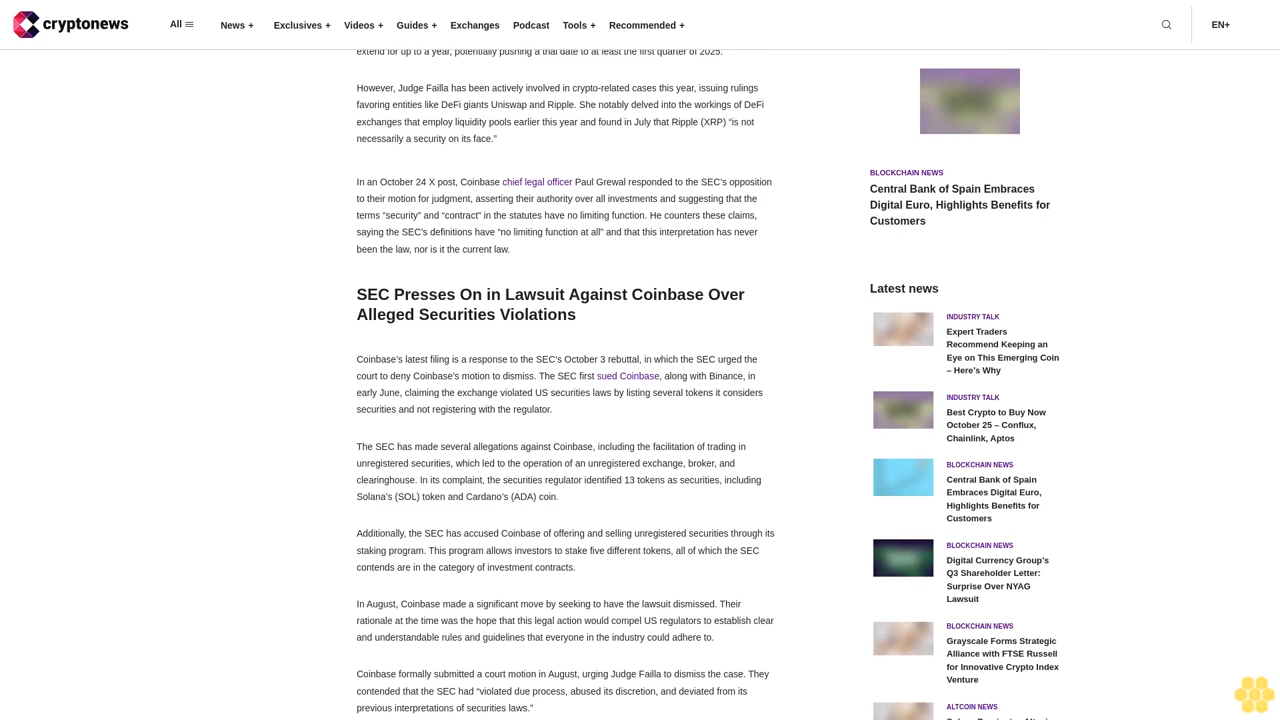 cryptonews
All
News +
Exclusives +
Videos +
Guides +
Exchanges
Podcast
Tools +
Recommended +
EN+
extend for up to a year, potentially pushing a trial date to at least the first quarter of 2025.
However, Judge Failla has been actively involved in crypto-related cases this year, issuing rulings
favoring entities like DeFi giants Uniswap and Ripple. She notably delved into the workings of DeFi
exchanges that employ liquidity pools earlier this year and found in July that Ripple (XRP) “is not
necessarily a security on its face.”
In an October 24 X post, Coinbase chief legal officer Paul Grewal responded to the SEC’s opposition
to their motion for judgment, asserting their authority over all investments and suggesting that the
terms “security” and “contract” in the statutes have no limiting function. He counters these claims,
saying the SEC’s definitions have “no limiting function at all” and that this interpretation has never
been the law, nor is it the current law.
SEC Presses On in Lawsuit Against Coinbase Over
Alleged Securities Violations
Coinbase’s latest filing is a response to the SEC’s October 3 rebuttal, in which the SEC urged the
court to deny Coinbase’s motion to dismiss. The SEC first sued Coinbase, along with Binance, in
early June, claiming the exchange violated US securities laws by listing several tokens it considers
securities and not registering with the regulator.
The SEC has made several allegations against Coinbase, including the facilitation of trading in
unregistered securities, which led to the operation of an unregistered exchange, broker, and
clearinghouse. In its complaint, the securities regulator identified 13 tokens as securities, including
Solana’s (SOL) token and Cardano’s (ADA) coin.
Additionally, the SEC has accused Coinbase of offering and selling unregistered securities through its
staking program. This program allows investors to stake five different tokens, all of which the SEC
contends are in the category of investment contracts.
In August, Coinbase made a significant move by seeking to have the lawsuit dismissed. Their
rationale at the time was the hope that this legal action would compel US regulators to establish clear
and understandable rules and guidelines that everyone in the industry could adhere to.
Coinbase formally submitted a court motion in August, urging Judge Failla to dismiss the case. They
contended that the SEC had “violated due process, abused its discretion, and deviated from its
previous interpretations of securities laws.”
BLOCKCHAIN NEWS
Central Bank of Spain Embraces
Digital Euro, Highlights Benefits for
Customers
Latest news
INDUSTRY TALK
Expert Traders
Recommend Keeping an
Eye on This Emerging Coin
– Here’s Why
INDUSTRY TALK
Best Crypto to Buy Now
October 25 – Conflux,
Chainlink, Aptos
BLOCKCHAIN NEWS
Central Bank of Spain
Embraces Digital Euro,
Highlights Benefits for
Customers
BLOCKCHAIN NEWS
Digital Currency Group’s
Q3 Shareholder Letter:
Surprise Over NYAG
Lawsuit
BLOCKCHAIN NEWS
Grayscale Forms Strategic
Alliance with FTSE Russell
for Innovative Crypto Index
Venture
ALTCOIN NEWS